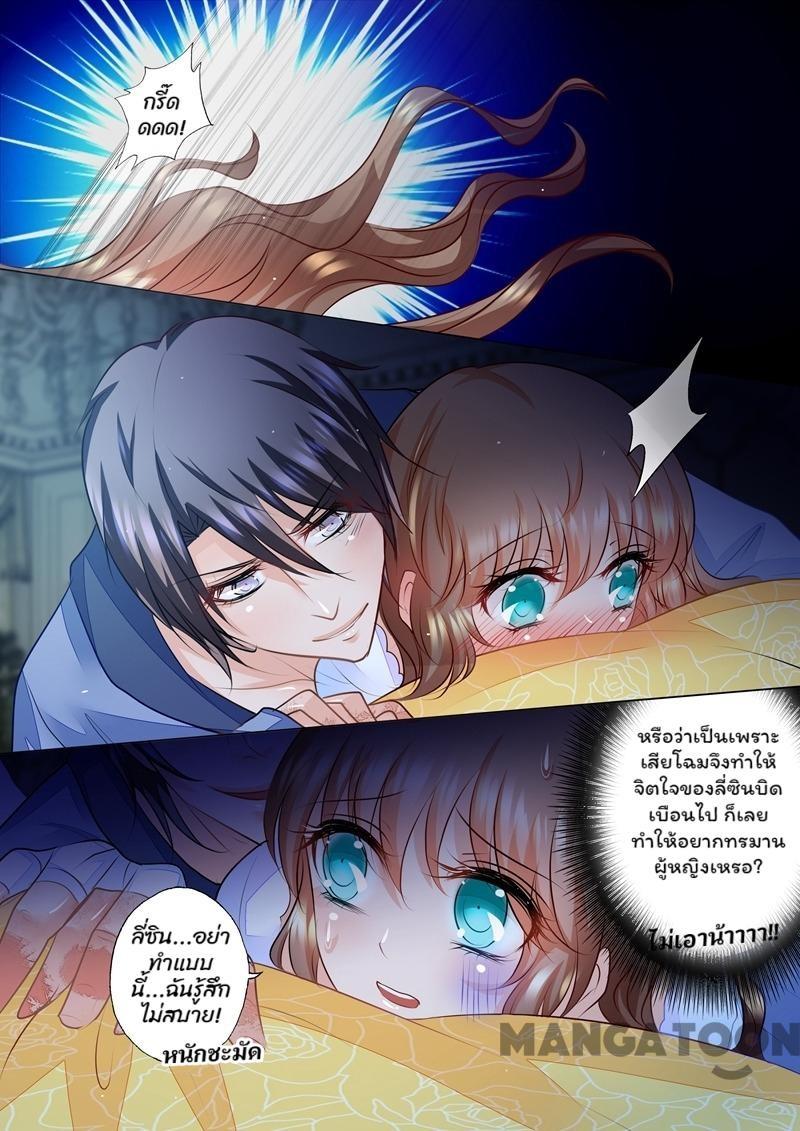 กรี๊ด
ดดด!
หรือว่าเป็นเพราะ
เสียโฉมจึงทำให้
จิตใจของลี่ซินบิด
เบือนไป ก็เลย
ทำให้อยากทรมาน
ผู้หญิงเหรอ?
ไม่เอาน้าาาา!!
ลี่ซิน...อย่า
ทำแบบ
นี้...ฉันรู้สึก
ไม่สบาย!
หนักชะมัด
MANGATOON